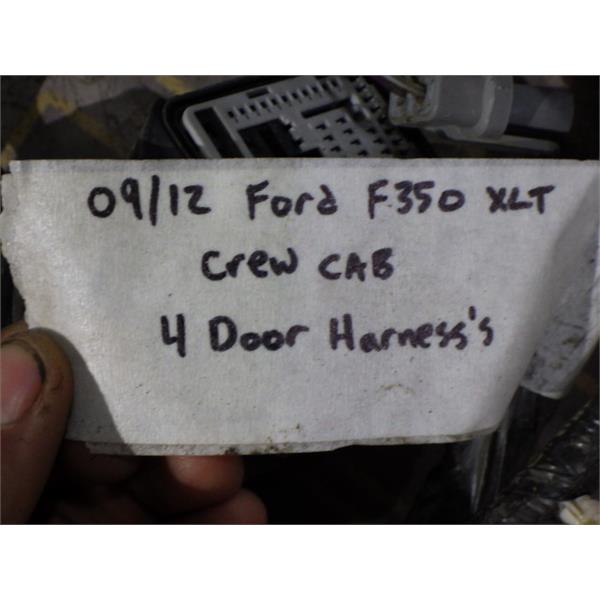 09/12 Ford F350 XLT
Crew CAB
4 Door Harness's